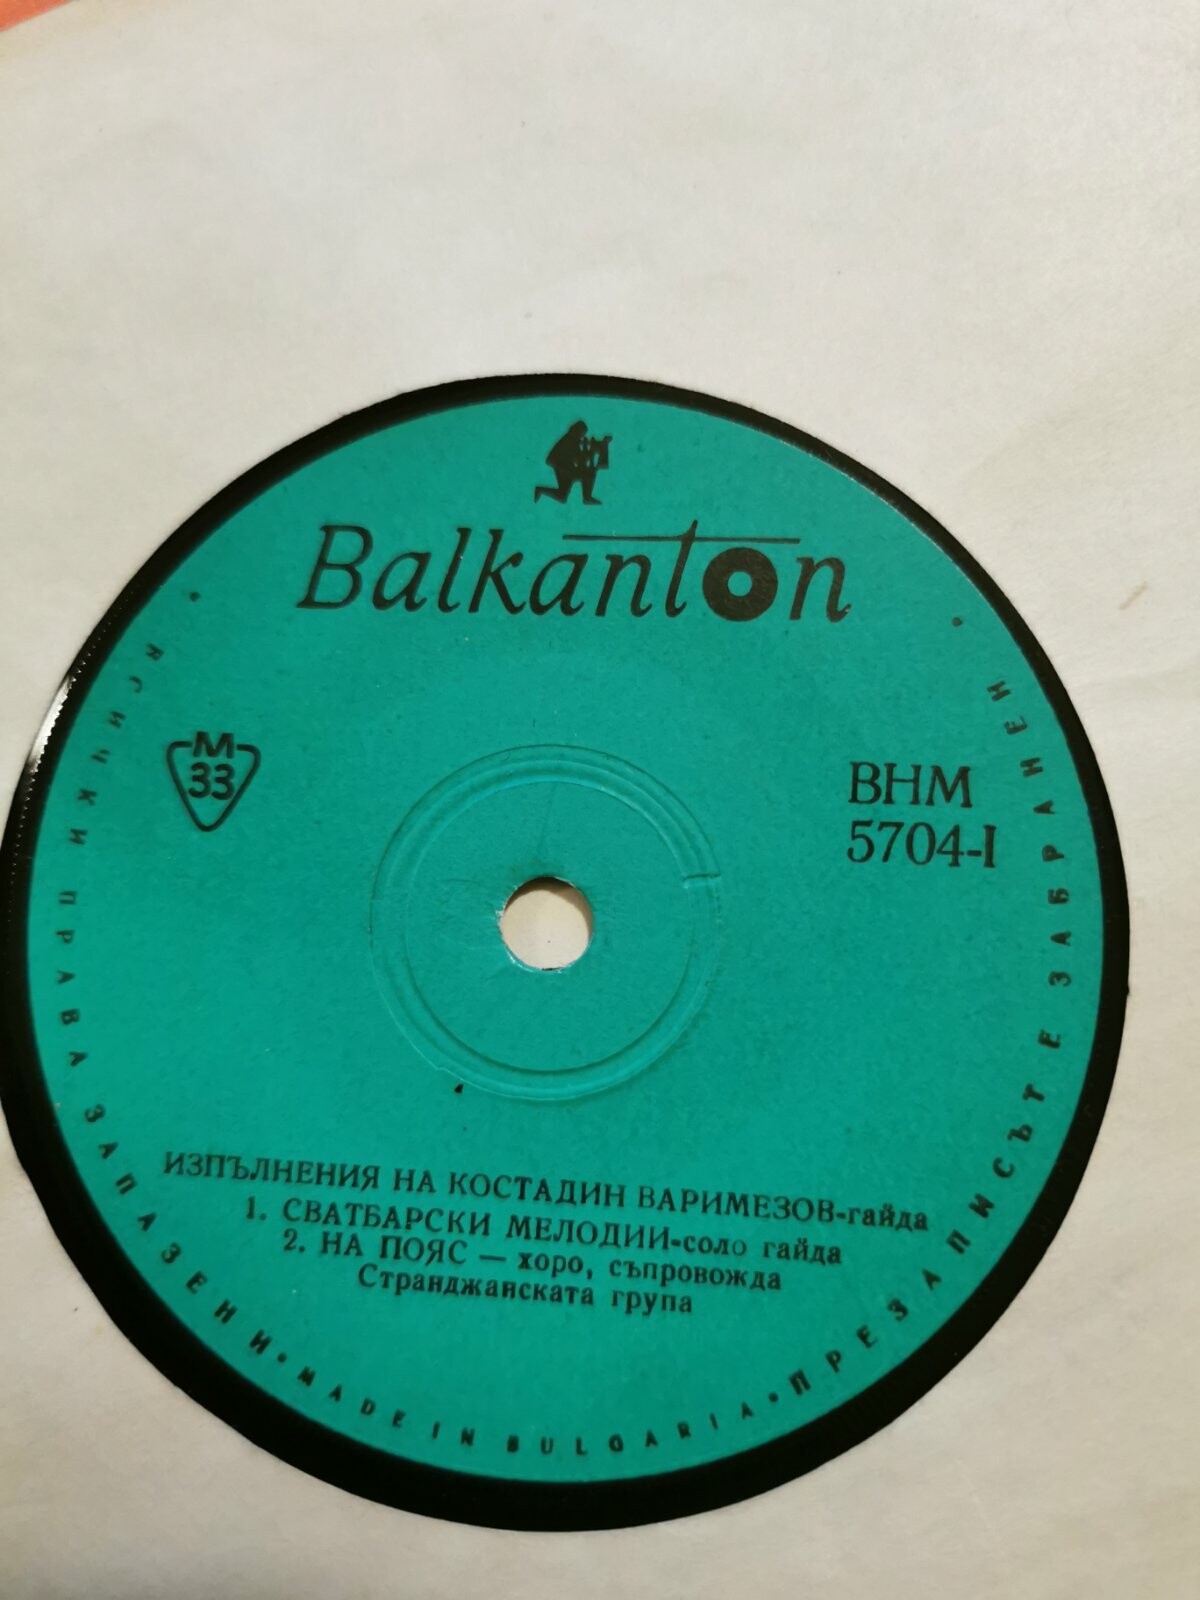 Balkanton
М
33
ВНМ
5704-I
ИЗПЪЛНЕНИЯ НА КОСТАДИН ВАРИМЕЗОВ-гайда
1. СВАТБАРСКИ МЕЛОДИИ-соло гайда
2. НА ПОЯС — хоро, съпровожда
Странджанската група
• ВСИЧКИ ПРАВА ЗАПАЗЕНИ • MADE IN BULGARIA • ПРЕЗАПИСЪТ Е ЗАБРАНЕН •